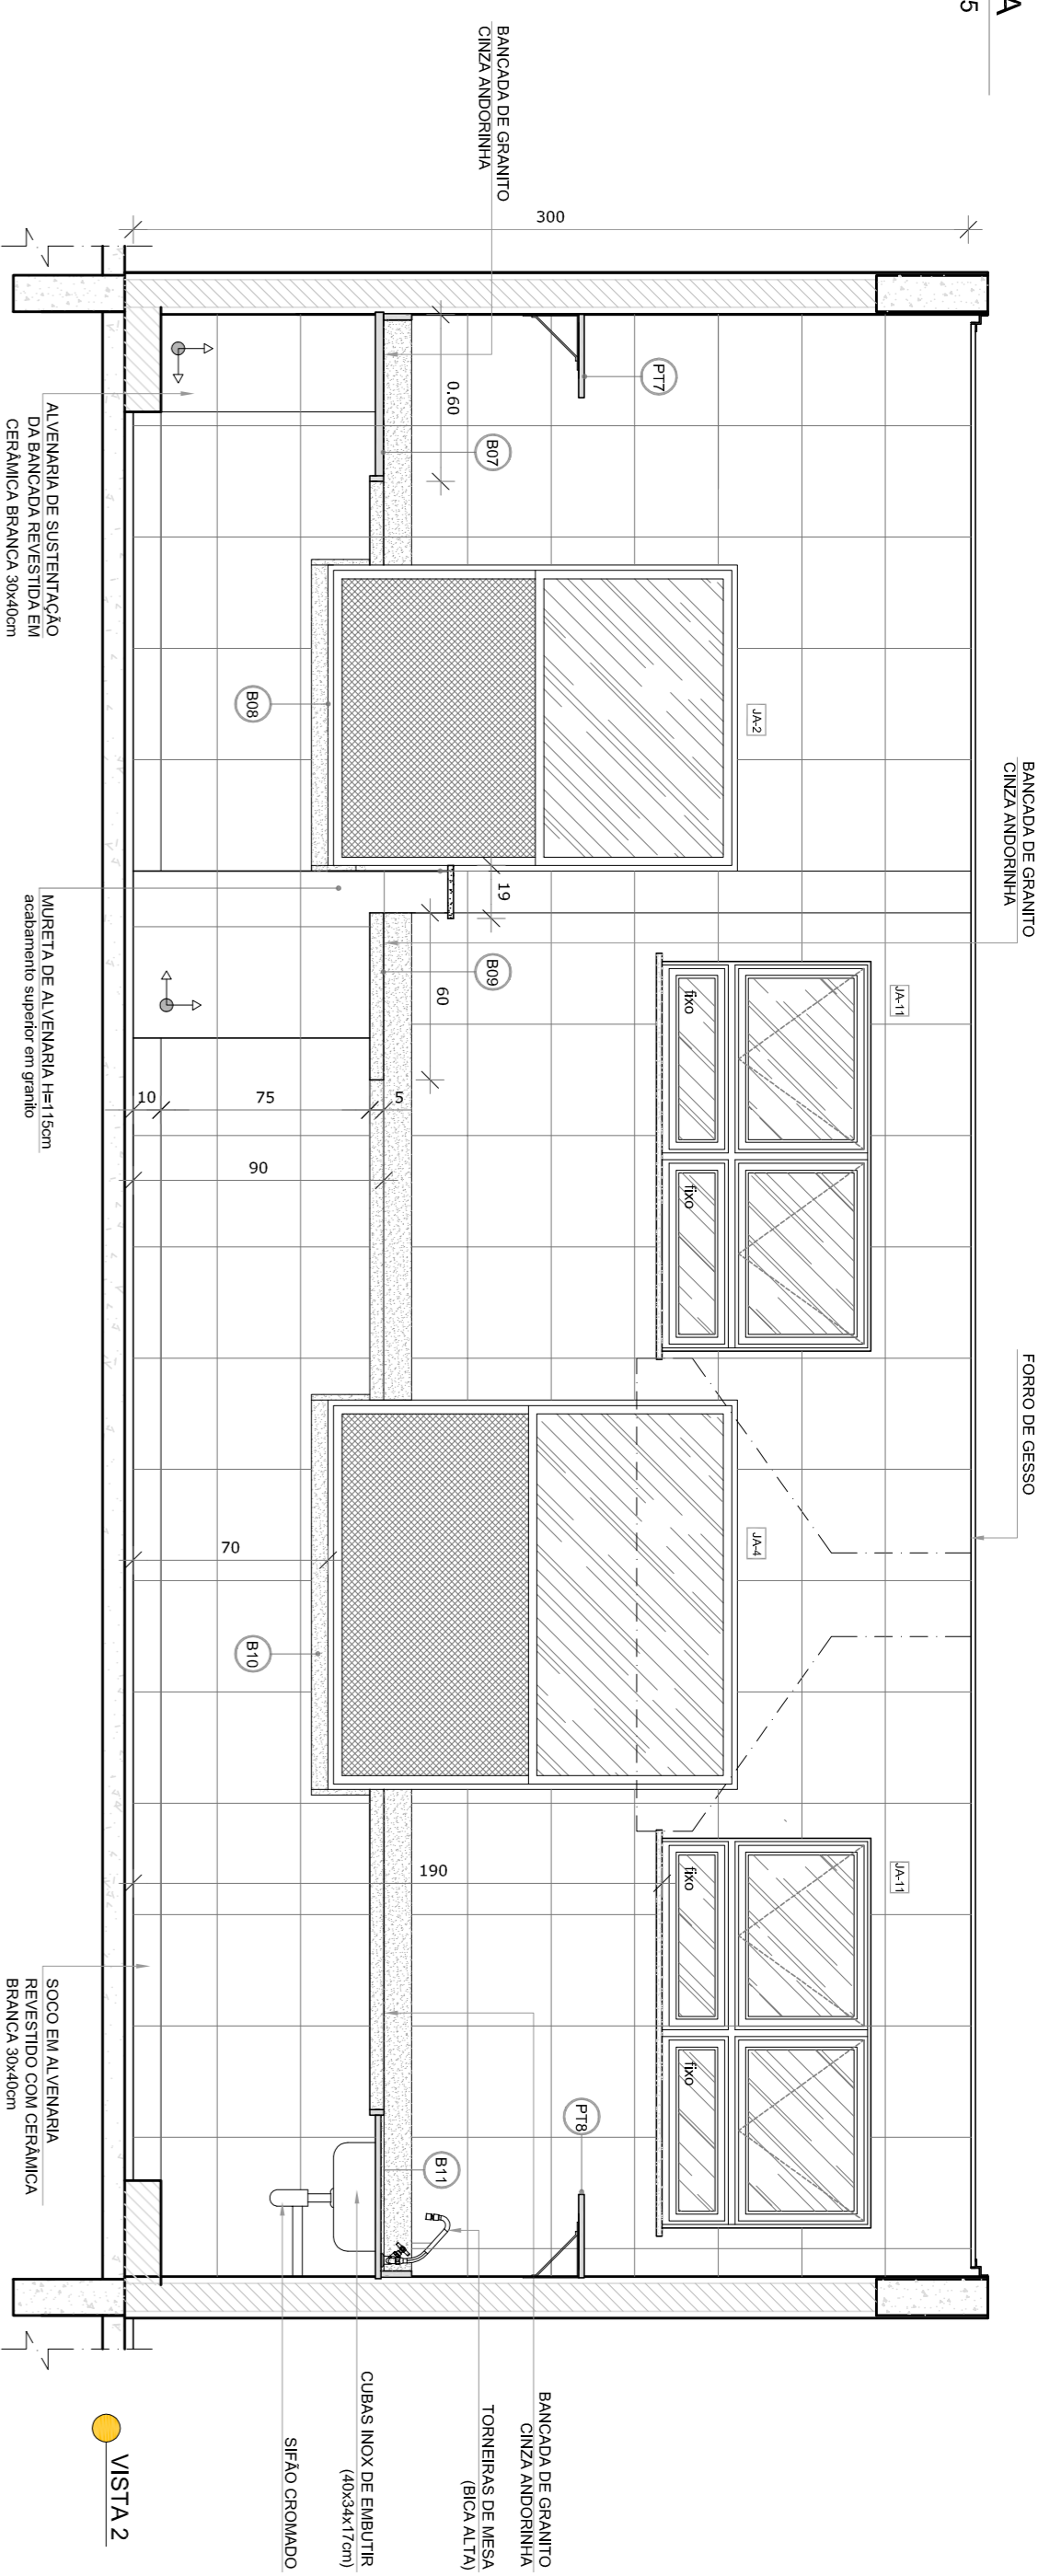 A
5
BANCADA DE GRANITO
CINZA ANDORINHA
300
PT7
0,60
B07
ALVENARIA DE SUSTENTAÇÃO
DA BANCADA REVESTIDA EM
CERÂMICA BRANCA 30x40cm
B08
JA-2
BANCADA DE GRANITO
CINZA ANDORINHA
19
B09
60
MURETA DE ALVENARIA H=115cm
acabamento superior em granito
JA-11
fixo
fixo
10
75
5
90
FORRO DE GESSO
JA-4
70
B10
190
JA-11
fixo
fixo
SOCO EM ALVENARIA
REVESTIDO COM CERÂMICA
BRANCA 30x40cm
PT8
B11
BANCADA DE GRANITO
CINZA ANDORINHA
TORNEIRAS DE MESA
(BICA ALTA)
CUBAS INOX DE EMBUTIR
(40x34x17cm)
SIFÃO CROMADO
VISTA 2